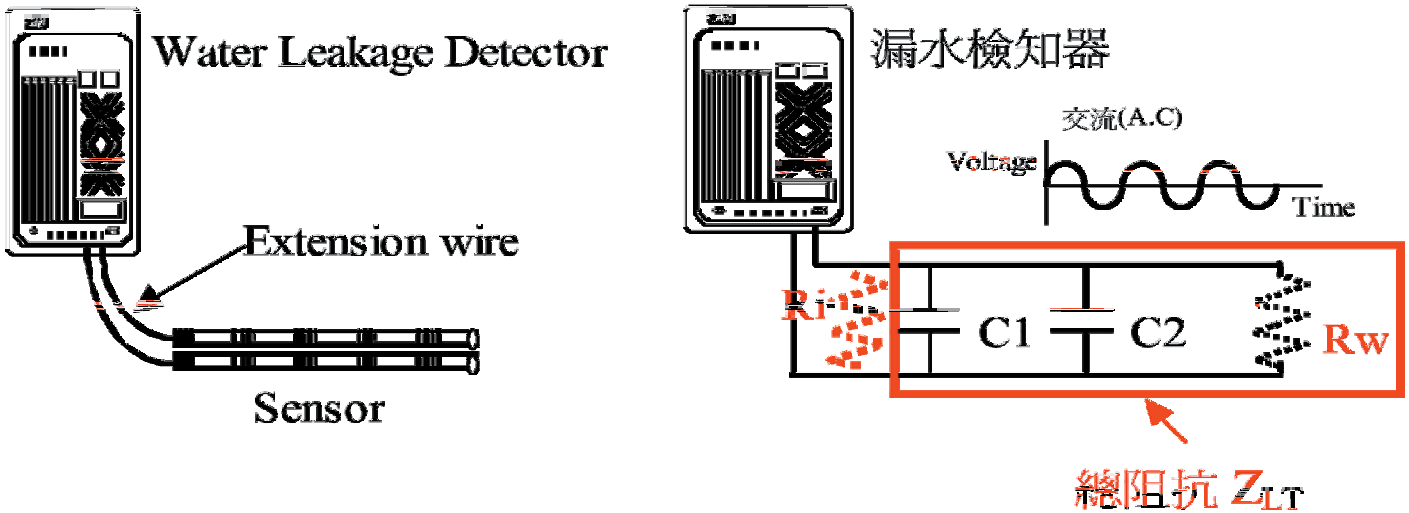 Water Leakage Detector
Extension wire
Sensor
漏水檢知器
交流(A.C)
Voltage
Time
Ri
C1
C2
Rw
總阻抗 ZLT